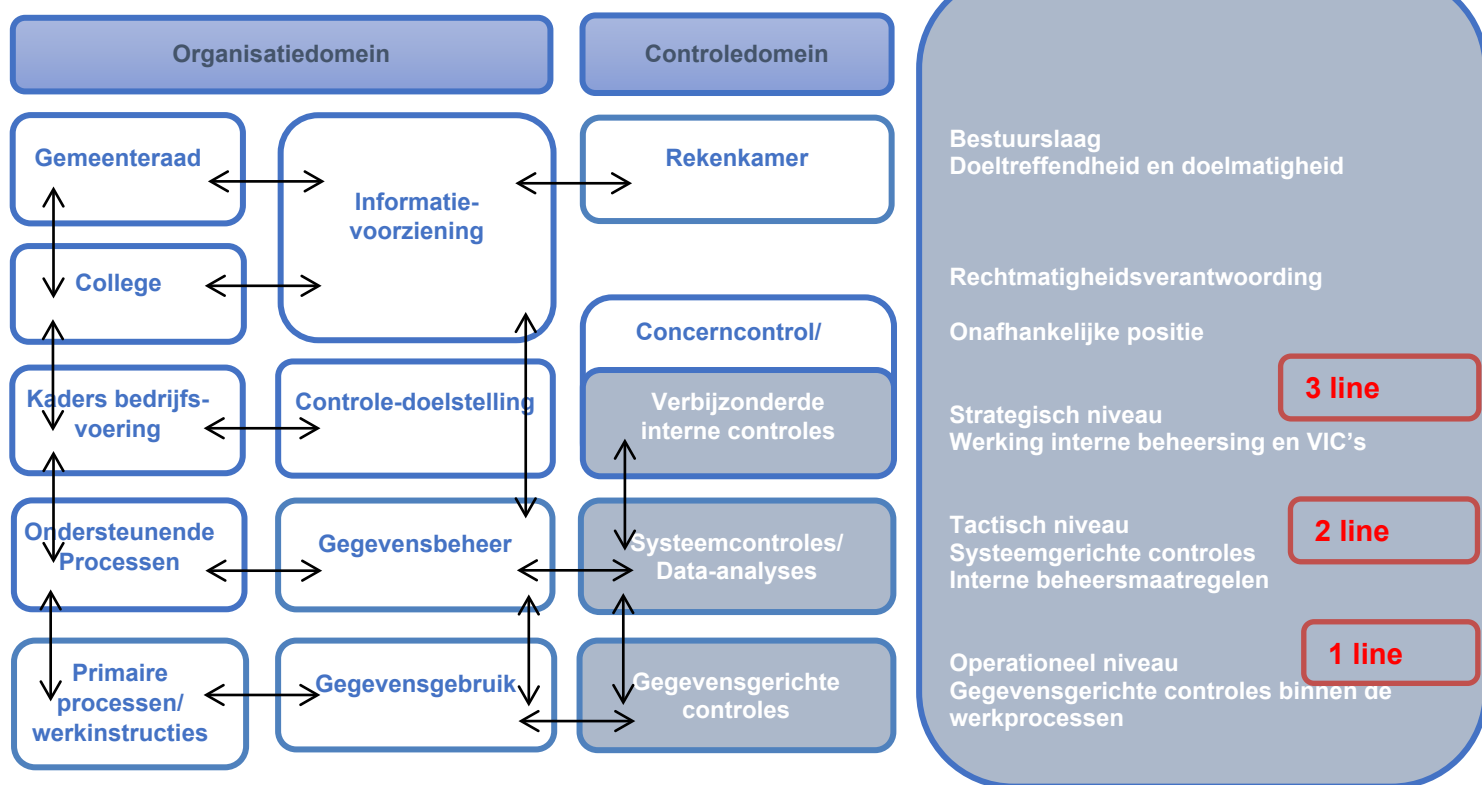 Organisatiedomein
Controledomein
Gemeenteraad
Informatie-
voorziening
Rekenkamer
College
Concerncontrol/
Kaders bedrijfs-
voering
Controle-doelstelling
Verbijzonderde
interne controles
Ondersteunende
Processen
Gegevensbeheer
Systeemcontroles/
Data-analyses
Primaire
processen/
werkinstructies
Gegevensgebruik
Gegevensgerichte
controles
Bestuurslaag
Doeltreffendheid en doelmatigheid
Rechtmatigheidsverantwoording
Onafhankelijke positie
3 line
Strategisch niveau
Werking interne beheersing en VIC’s
2 line
Tactisch niveau
Systeemgerichte controles
Interne beheersmaatregelen
1 line
Operationeel niveau
Gegevensgerichte controles binnen de
werkprocessen